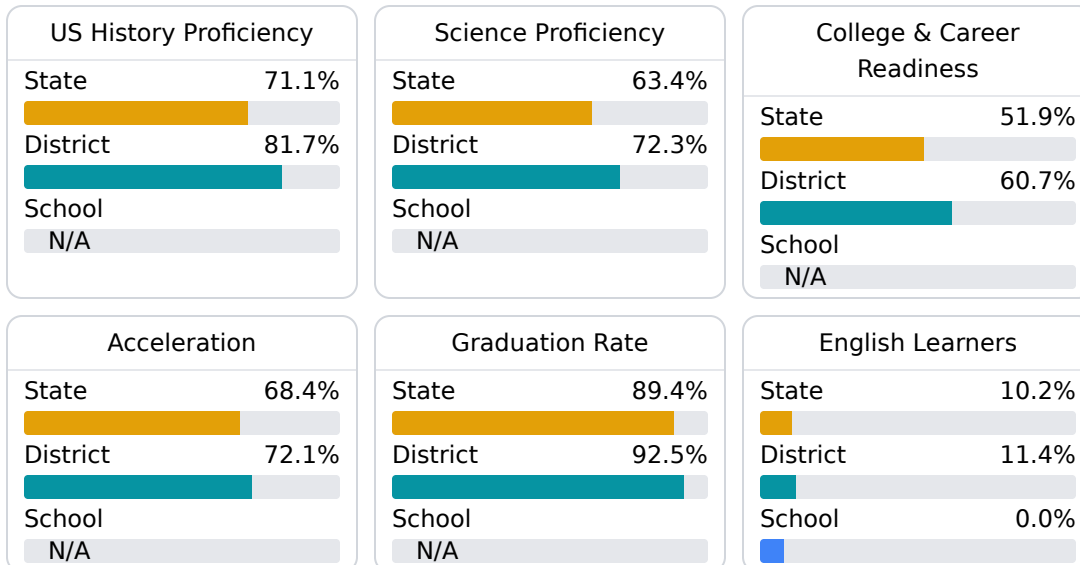 US History Proficiency
State 71.1%
District 81.7%
School
N/A
Science Proficiency
State 63.4%
District 72.3%
School
N/A
College & Career
Readiness
State 51.9%
District 60.7%
School
N/A
Acceleration
State 68.4%
District 72.1%
School
N/A
Graduation Rate
State 89.4%
District 92.5%
School
N/A
English Learners
State 10.2%
District 11.4%
School 0.0%